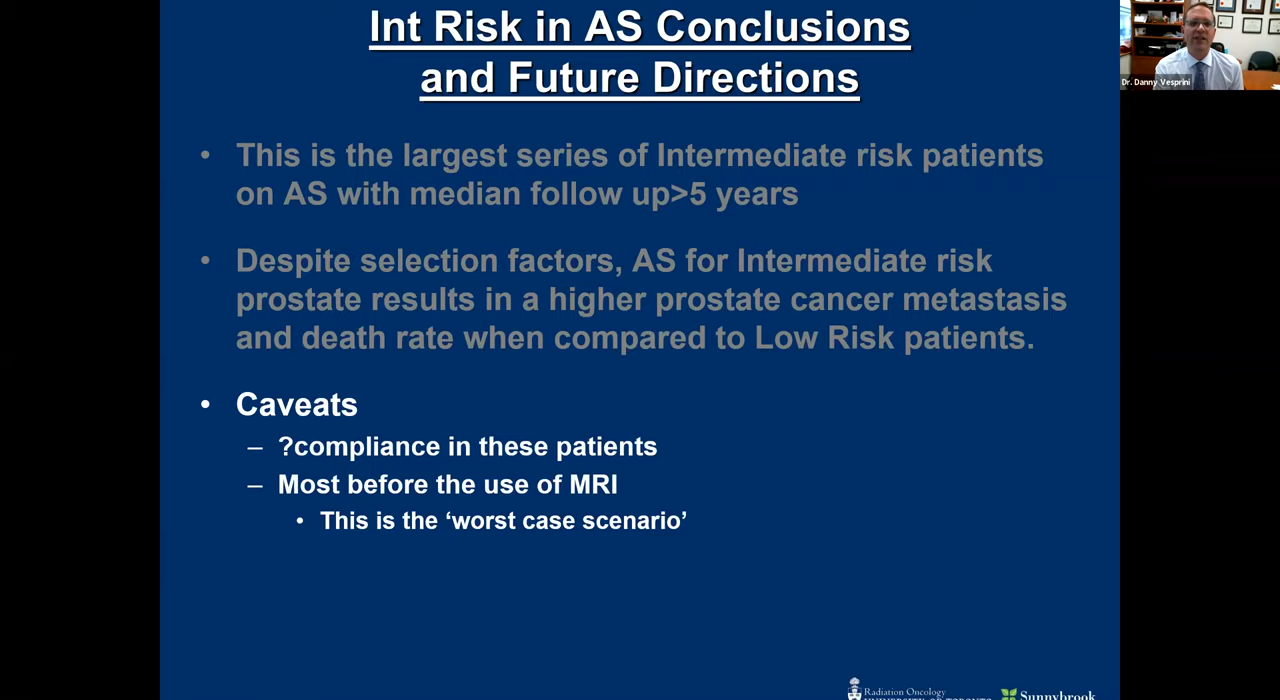 Int Risk in AS Conclusions
and Future Directions
• This is the largest series of Intermediate risk patients
on AS with median follow up>5 years
• Despite selection factors, AS for Intermediate risk
prostate results in a higher prostate cancer metastasis
and death rate when compared to Low Risk patients.
• Caveats
– ?compliance in these patients
– Most before the use of MRI
• This is the ‘worst case scenario’
Dr. Danny Vesprini
Radiation Oncology
UNIVERSITY OF TORONTO
Sunnybrook